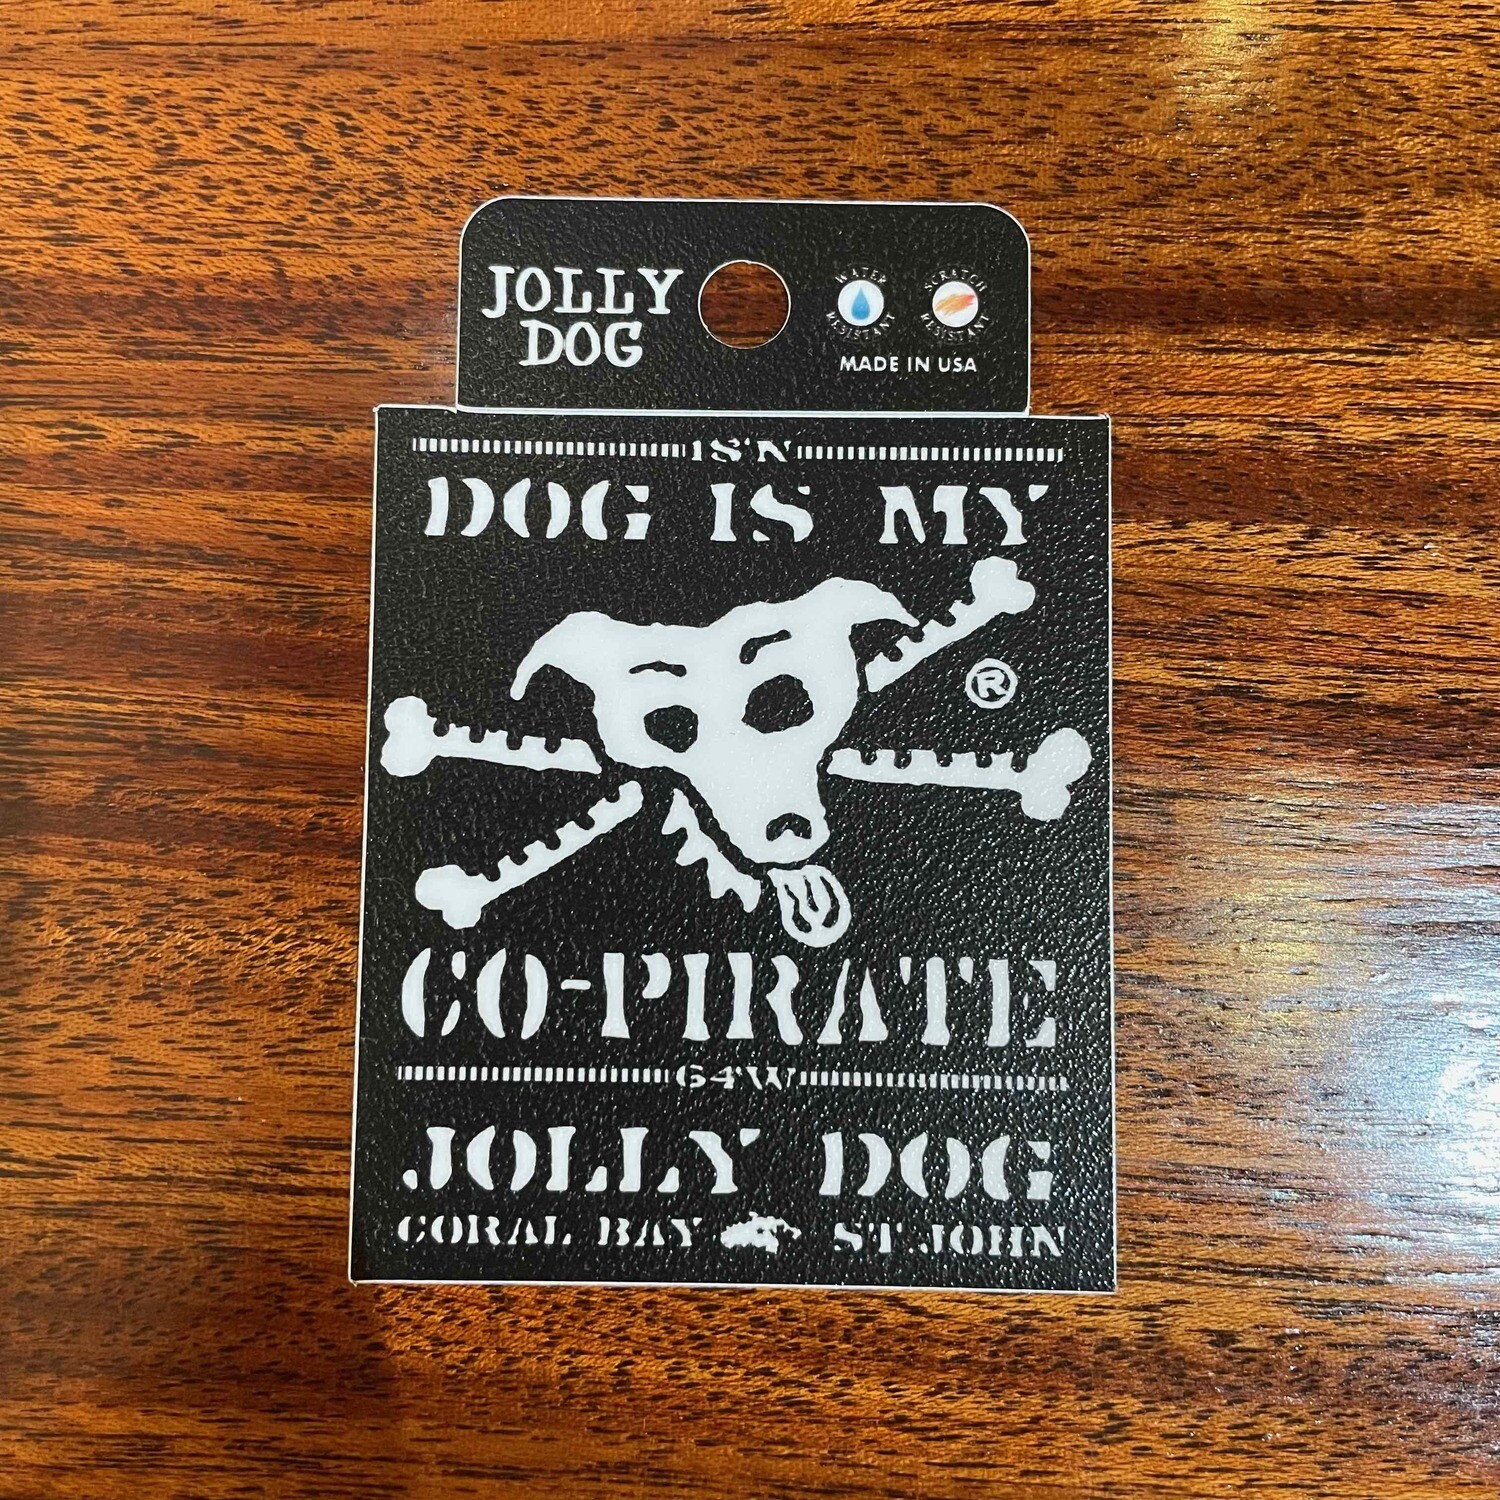 JOLLY
DOG
WATER
RESISTANT
SCRATCH
RESISTANT
MADE IN USA
18'N
DOG IS MY
®
CO-PIRATE
64'W
JOLLY DOG
CORAL BAY ST. JOHN